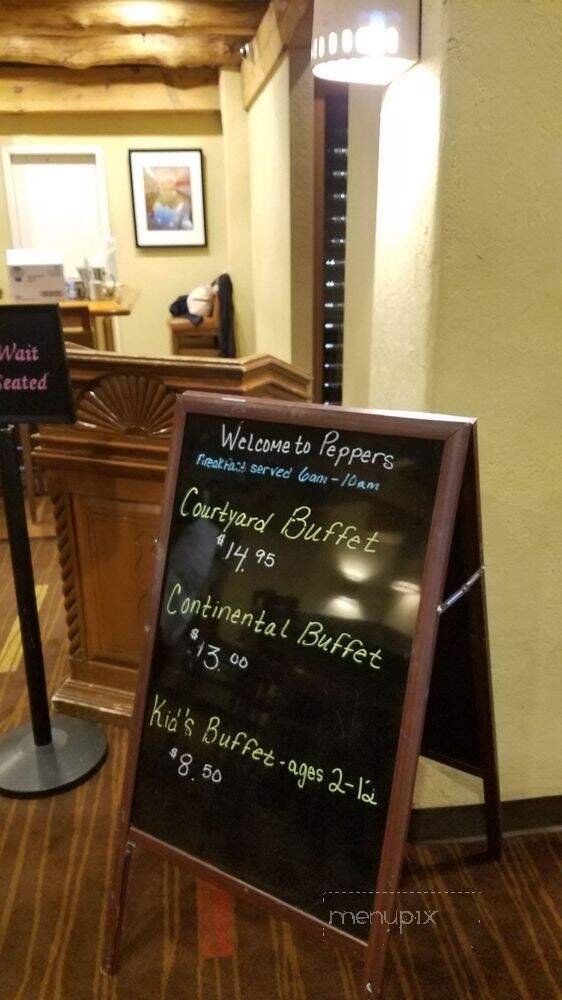 Wait
Seated
Welcome to Peppers
Breakfast served 6am - 10am
Courtyard Buffet
$14.95
Continental Buffet
$13.00
Kid's Buffet - ages 2-12
$8.50
menupix